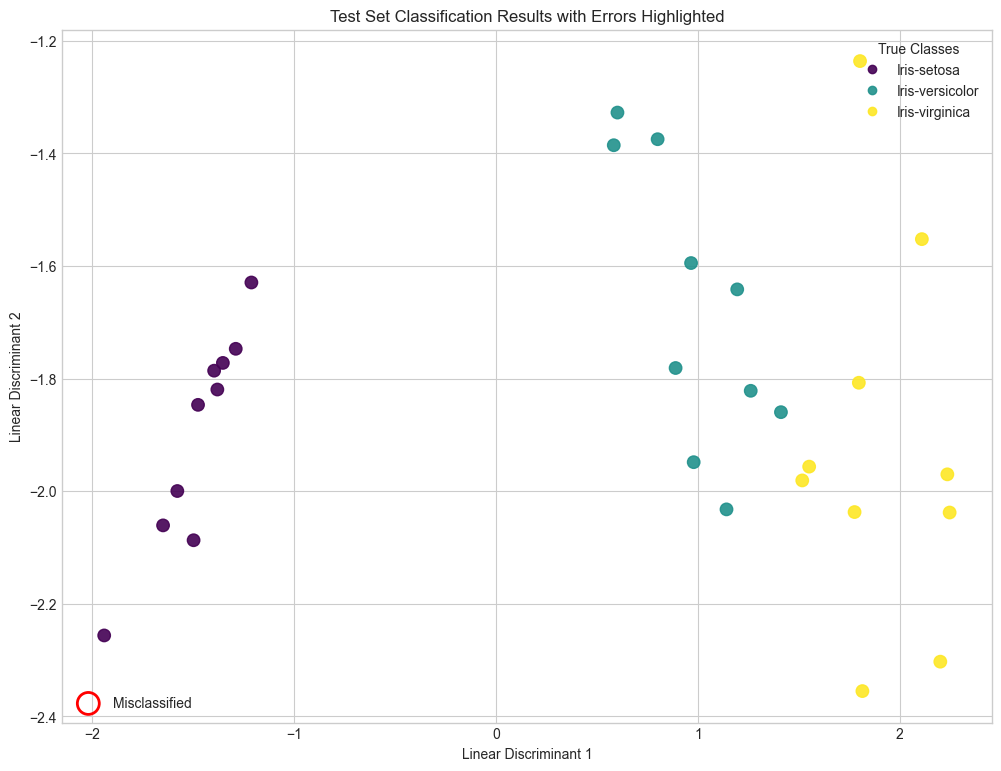 Test Set Classification Results with Errors Highlighted
True Classes
Iris-setosa
Iris-versicolor
Iris-virginica
−1.2
−1.4
−1.6
−1.8
−2.0
−2.2
−2.4
Linear Discriminant 2
Misclassified
−2
−1
0
1
2
Linear Discriminant 1